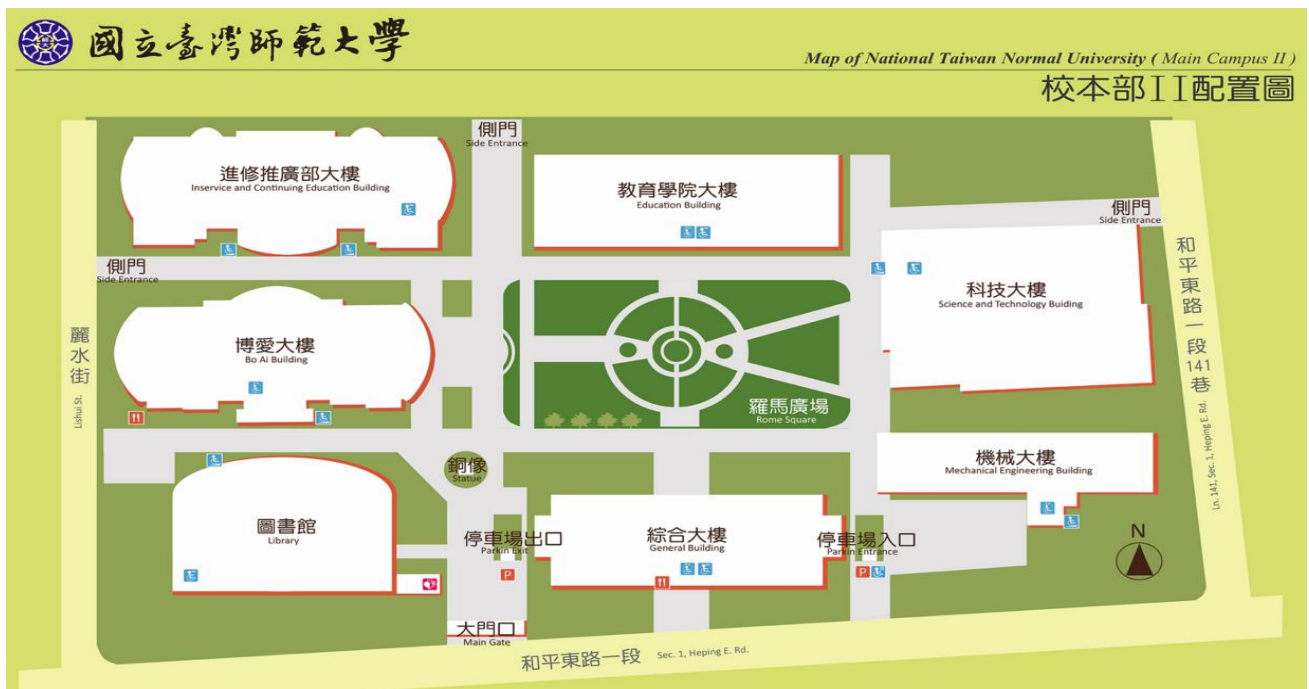 國立臺灣師範大學
Map of National Taiwan Normal University ( Main Campus II )
校本部II配置圖
側門
Side Entrance
進修推廣部大樓
Inservice and Continuing Education Building
教育學院大樓
Education Building
側門
Side Entrance
側門
Side Entrance
科技大樓
Science and Technology Buiding
和平東路一段141巷
Ln. 141, Sec. 1, Heping E. Rd.
麗水街
Lishui St.
博愛大樓
Bo Ai Building
羅馬廣場
Rome Square
銅像
Statue
機械大樓
Mechanical Engineering Building
圖書館
Library
停車場出口
Parkin Exit
P
綜合大樓
General Building
停車場入口
Parkin Entrance
P
N
大門口
Main Gate
和平東路一段 Sec. 1, Heping E. Rd.